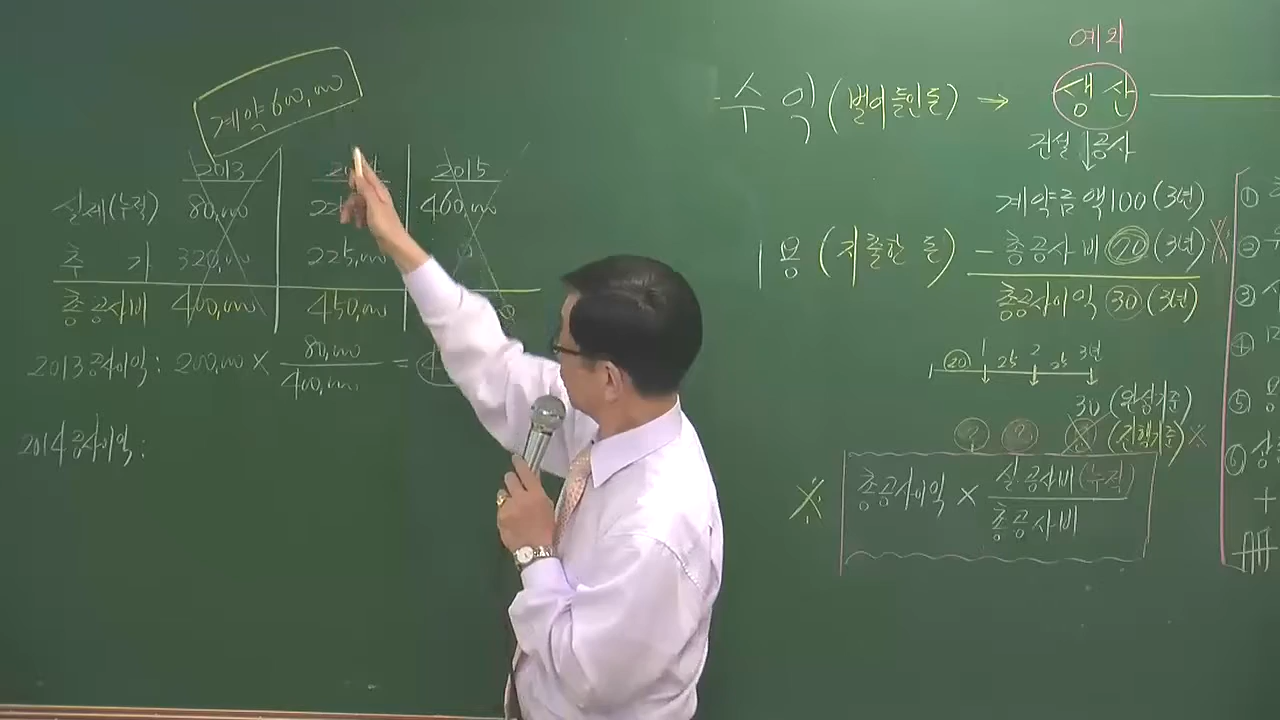 계약 600,000
2013 2015
실제(누적) 80,000 460,000
추 가 320,000 225,000 0
총공사비 400,000 450,000 0
2013공사이익: 200,000 × 80,000/400,000 =
2014공사이익:
예외
수익(벌어들인돈) → 생산
건설 공사
계약금액100(3년)
(지출한 돈) - 총공사비 70 (3년)
총공사이익 30 (3년)
20 1 25 2 25 3년
30 (완성기준)
? ? (진행기준)×
※ 총공사이익 × 실공사비(누적)/총공사비
①
②
③
④
⑤
⑥
+